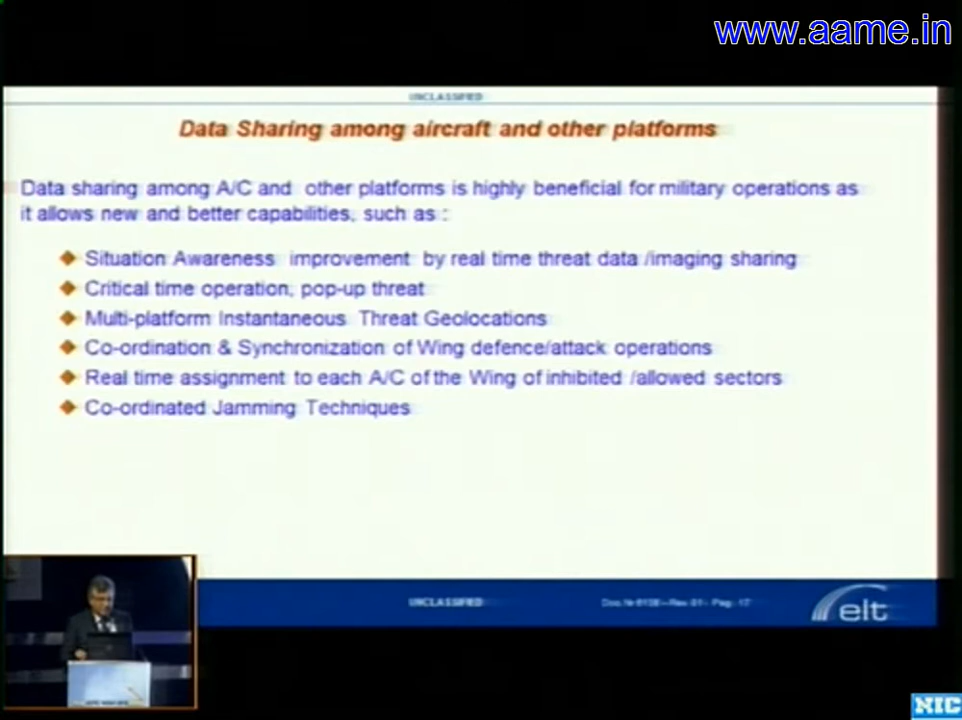 www.aame.in
UNCLASSIFIED
Data Sharing among aircraft and other platforms
Data sharing among A/C and other platforms is highly beneficial for military operations as
it allows new and better capabilities, such as :
Situation Awareness improvement by real time threat data /imaging sharing
Critical time operation, pop-up threat
Multi-platform Instantaneous Threat Geolocations
Co-ordination & Synchronization of Wing defence/attack operations
Real time assignment to each A/C of the Wing of inhibited /allowed sectors
Co-ordinated Jamming Techniques
UNCLASSIFIED
Pag. 17
elt
NIC